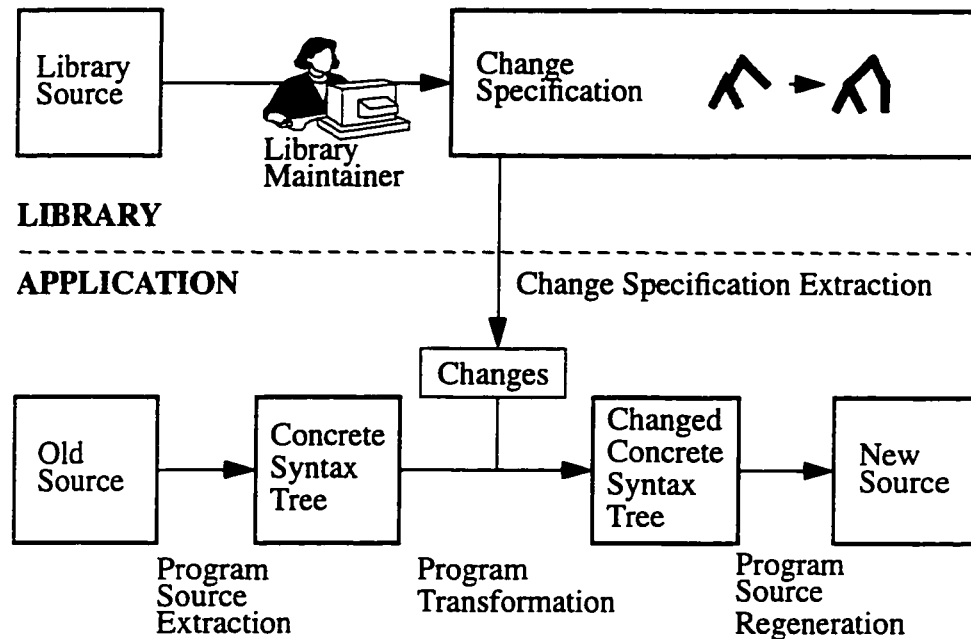 Library
Source
Library
Maintainer
Change
Specification
LIBRARY
APPLICATION
Change Specification Extraction
Changes
Old
Source
Concrete
Syntax
Tree
Changed
Concrete
Syntax
Tree
New
Source
Program
Source
Extraction
Program
Transformation
Program
Source
Regeneration